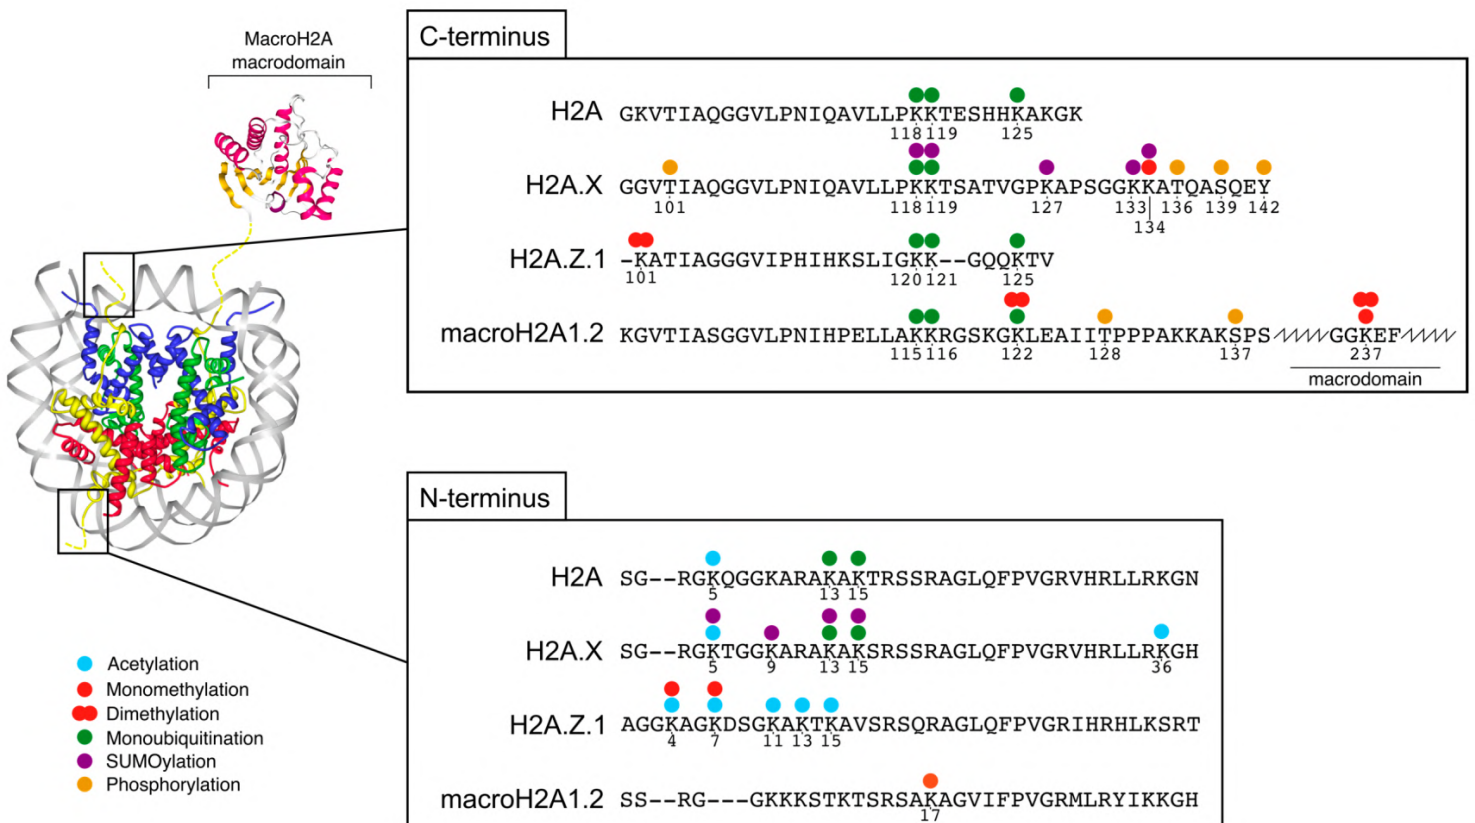 MacroH2A
macrodomain
C-terminus
H2A GKVTIAQGGVLPNIQAVLLPKKTESHHKAKGK
118 119 125
H2A.X GGVTIAQGGVLPNIQAVLLPKKTSATVGPKAPSGGKKATQASQEY
101 118 119 127 133 136 139 142
134
H2A.Z.1 -KATIAGGGVIPHIHKSLIGKK--GQQKTV
101 120 121 125
macroH2A1.2 KGVTIASGGVLPNIHPELLAKKRGSKGKLEAIITPPPAKKAKSPS GGKEF
115 116 122 128 137 237
macrodomain
N-terminus
H2A SG--RGKQGGKARAKAKTRSSRAGLQFPVGRVHRLLRKGN
5 13 15
H2A.X SG--RGKTGGKARAKAKSRSSRAGLQFPVGRVHRLLRKGH
5 9 13 15 36
H2A.Z.1 AGGKAGKDSGKAKTKAVSRSQRAGLQFPVGRIHRHLKSRT
4 7 11 13 15
macroH2A1.2 SS--RG---GKKKSTKTSRSAKAGVIFPVGRMLRYIKKGH
17
Acetylation
Monomethylation
Dimethylation
Monoubiquitination
SUMOylation
Phosphorylation